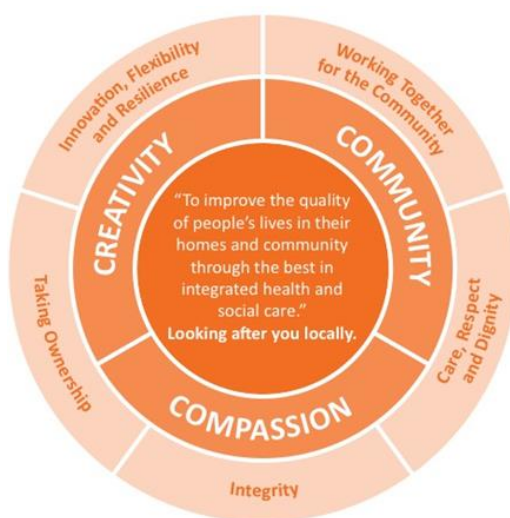 Innovation, Flexibility
and Resilience
Working Together
for the Community
CREATIVITY
COMMUNITY
“To improve the quality
of people’s lives in their
homes and community
through the best in
integrated health and
social care.”
Looking after you locally.
Taking Ownership
Care, Respect
and Dignity
COMPASSION
Integrity